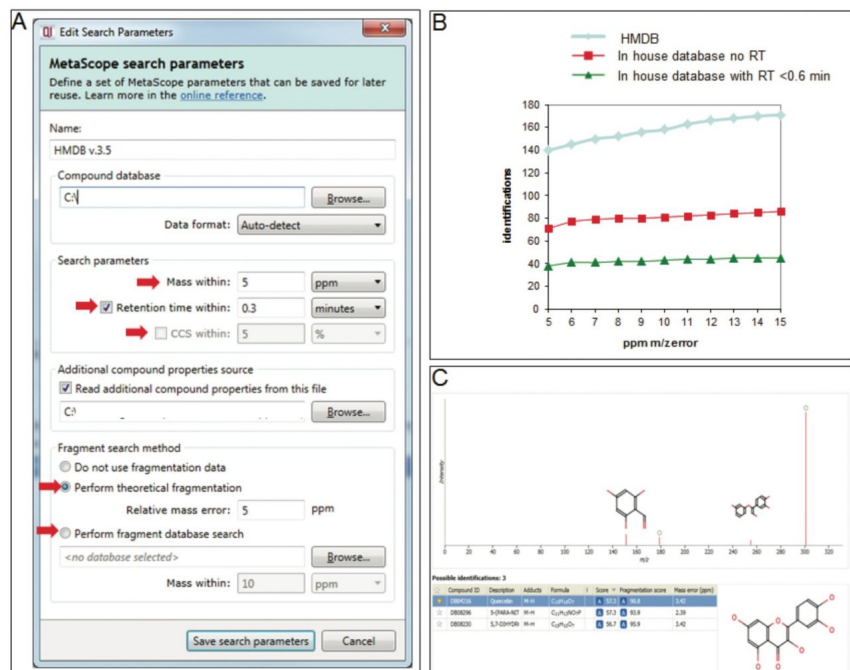 A
Edit Search Parameters
MetaScope search parameters
Define a set of MetaScope parameters that can be saved for later
reuse. Learn more in the online reference.
Name:
HMDB v.3.5
Compound database
C:\
Browse...
Data format: Auto-detect
Search parameters
Mass within: 5 ppm
Retention time within: 0.3 minutes
CCS within: 5 %
Additional compound properties source
Read additional compound properties from this file
C:\
Browse...
Fragment search method
Do not use fragmentation data
Perform theoretical fragmentation
Relative mass error: 5 ppm
Perform fragment database search
<no database selected>
Browse...
Mass within: 10 ppm
Save search parameters Cancel
B
HMDB
In house database no RT
In house database with RT <0.6 min
identifications
180
160
140
120
100
80
60
40
20
0
5 6 7 8 9 10 11 12 13 14 15
ppm m/z error
C
Intensity
0 20 40 60 80 100 120 140 160 180 200 220 240 260 280 300 320
m/z
Possible identifications: 3
Compound ID Description Adducts Formula Score Fragmentation score Mass error (ppm)
DB04216 Quercetin M-H C₁₅H₁₀O₇ 57.3 90.8 3.42
DB08296 M-H 57.3 93.9 2.39
DB08230 M-H 56.7 95.9 3.42